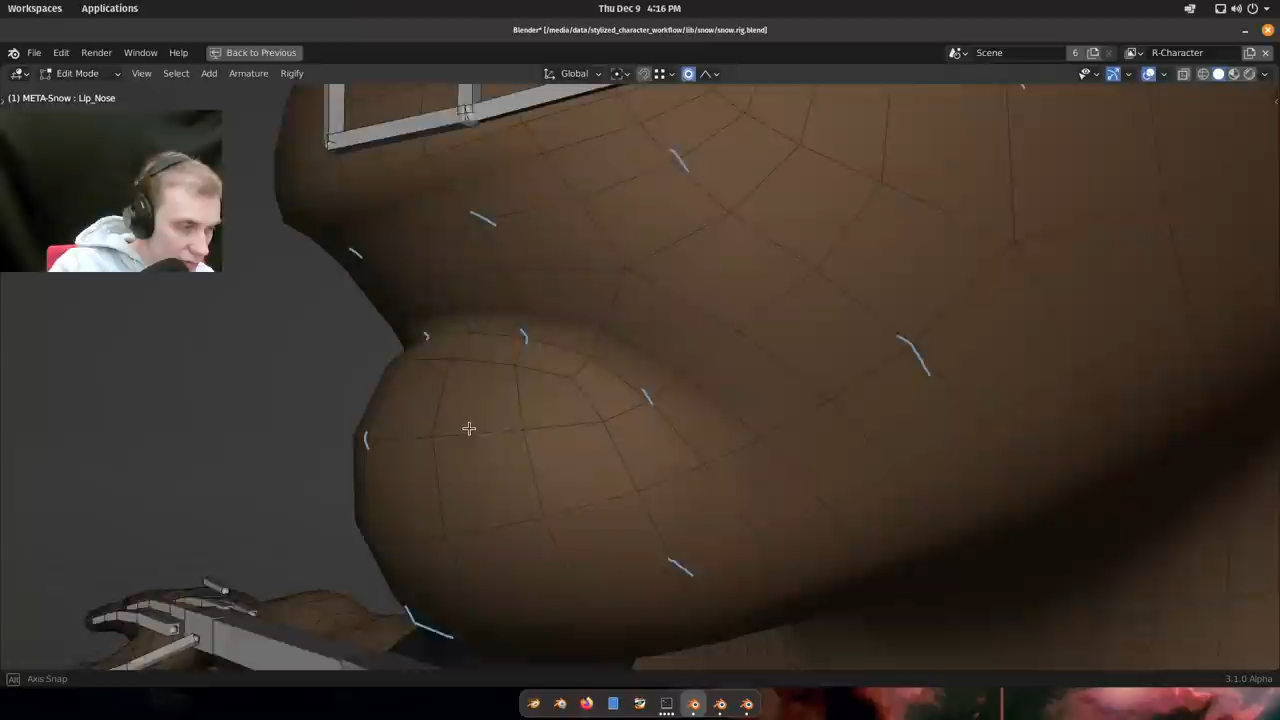 Workspaces Applications Thu Dec 9 4:16 PM
Blender* [/media/data/stylized_character_workflow/lib/snow/snow.rig.blend]
File Edit Render Window Help Back to Previous Scene 6 R-Character
Edit Mode View Select Add Armature Rigify Global
(1) META-Snow : Lip_Nose
Alt Axis Snap 3.1.0 Alpha